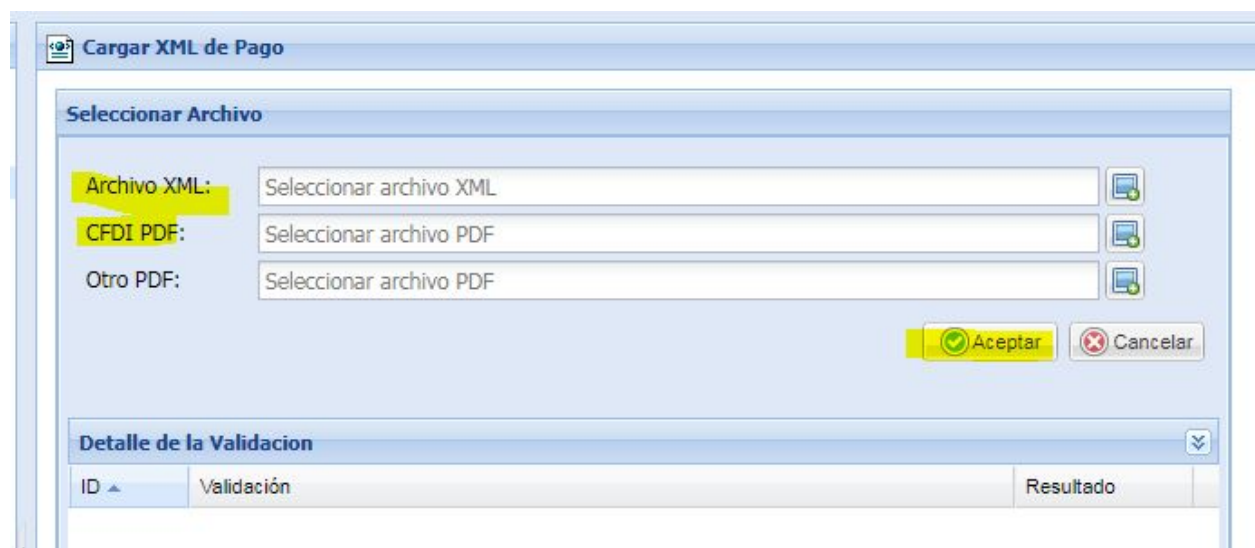 Cargar XML de Pago
Seleccionar Archivo
Archivo XML: Seleccionar archivo XML
CFDI PDF: Seleccionar archivo PDF
Otro PDF: Seleccionar archivo PDF
Aceptar Cancelar
Detalle de la Validacion
ID Validación Resultado